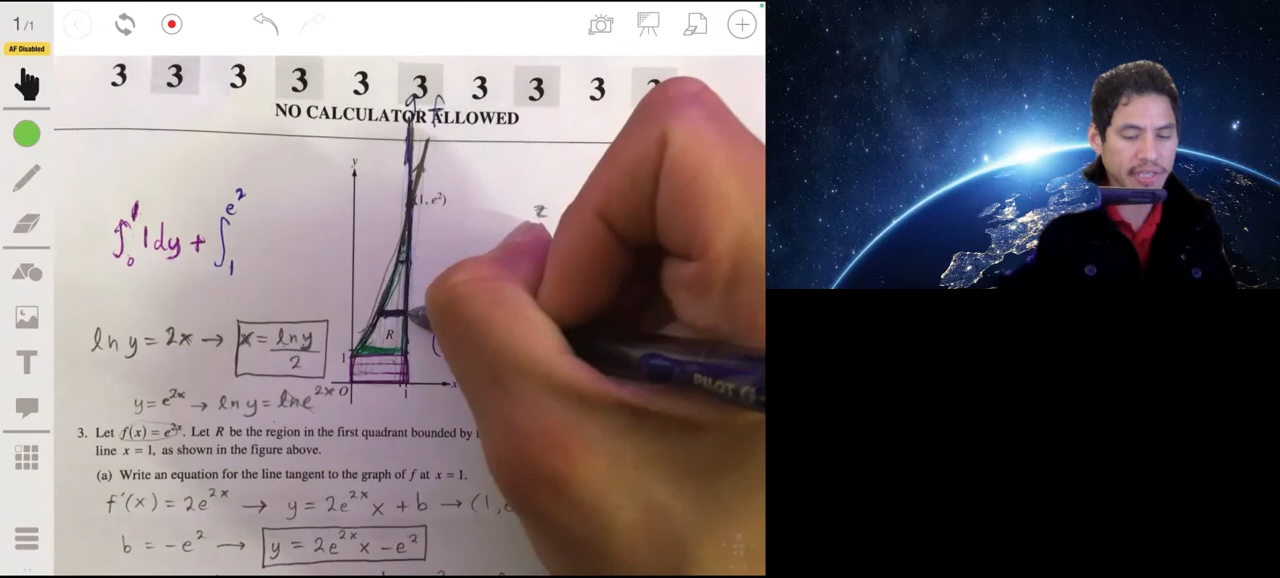 1/1
AF Disabled
3 3 3 3 3 3 3 3 3
NO CALCULATOR ALLOWED
f
y
(1, e²)
∫₀¹ 1dy + ∫₁^e²
R
1
ln y = 2x → x = ln y / 2
O 1 x
y = e^2x → ln y = ln e^2x
PILOT
3. Let f(x) = e^2x. Let R be the region in the first quadrant bounded by
line x = 1, as shown in the figure above.
(a) Write an equation for the line tangent to the graph of f at x = 1.
f'(x) = 2e^2x → y = 2e^2x x + b → (1,
b = -e² → y = 2e^2x x - e²